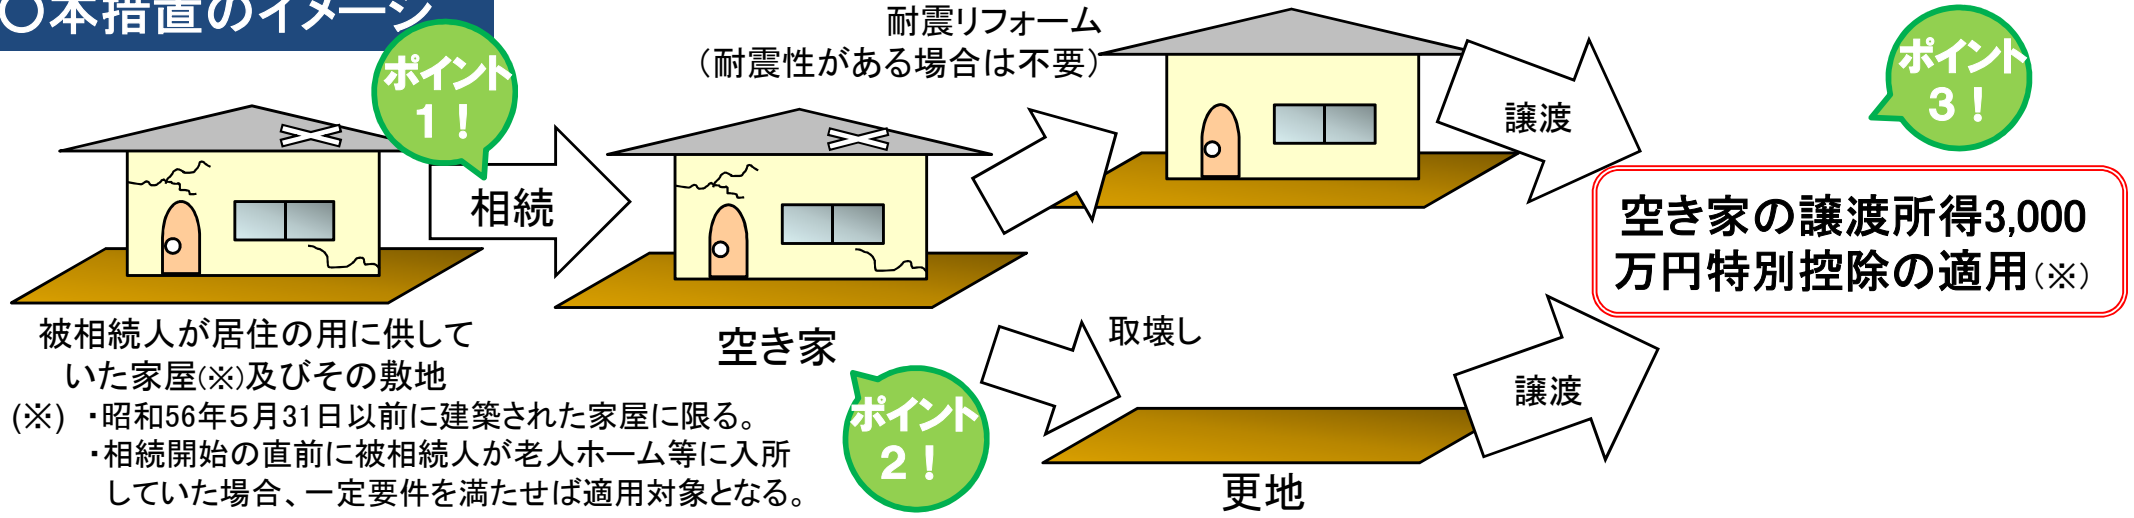 ○本措置のイメージ
ポイント
1！
相続
被相続人が居住の用に供して
いた家屋(※)及びその敷地
(※) ・昭和56年５月31日以前に建築された家屋に限る。
・相続開始の直前に被相続人が老人ホーム等に入所
していた場合、一定要件を満たせば適用対象となる。
空き家
ポイント
2！
耐震リフォーム
（耐震性がある場合は不要）
譲渡
取壊し
更地
譲渡
ポイント
3！
空き家の譲渡所得3,000
万円特別控除の適用(※)